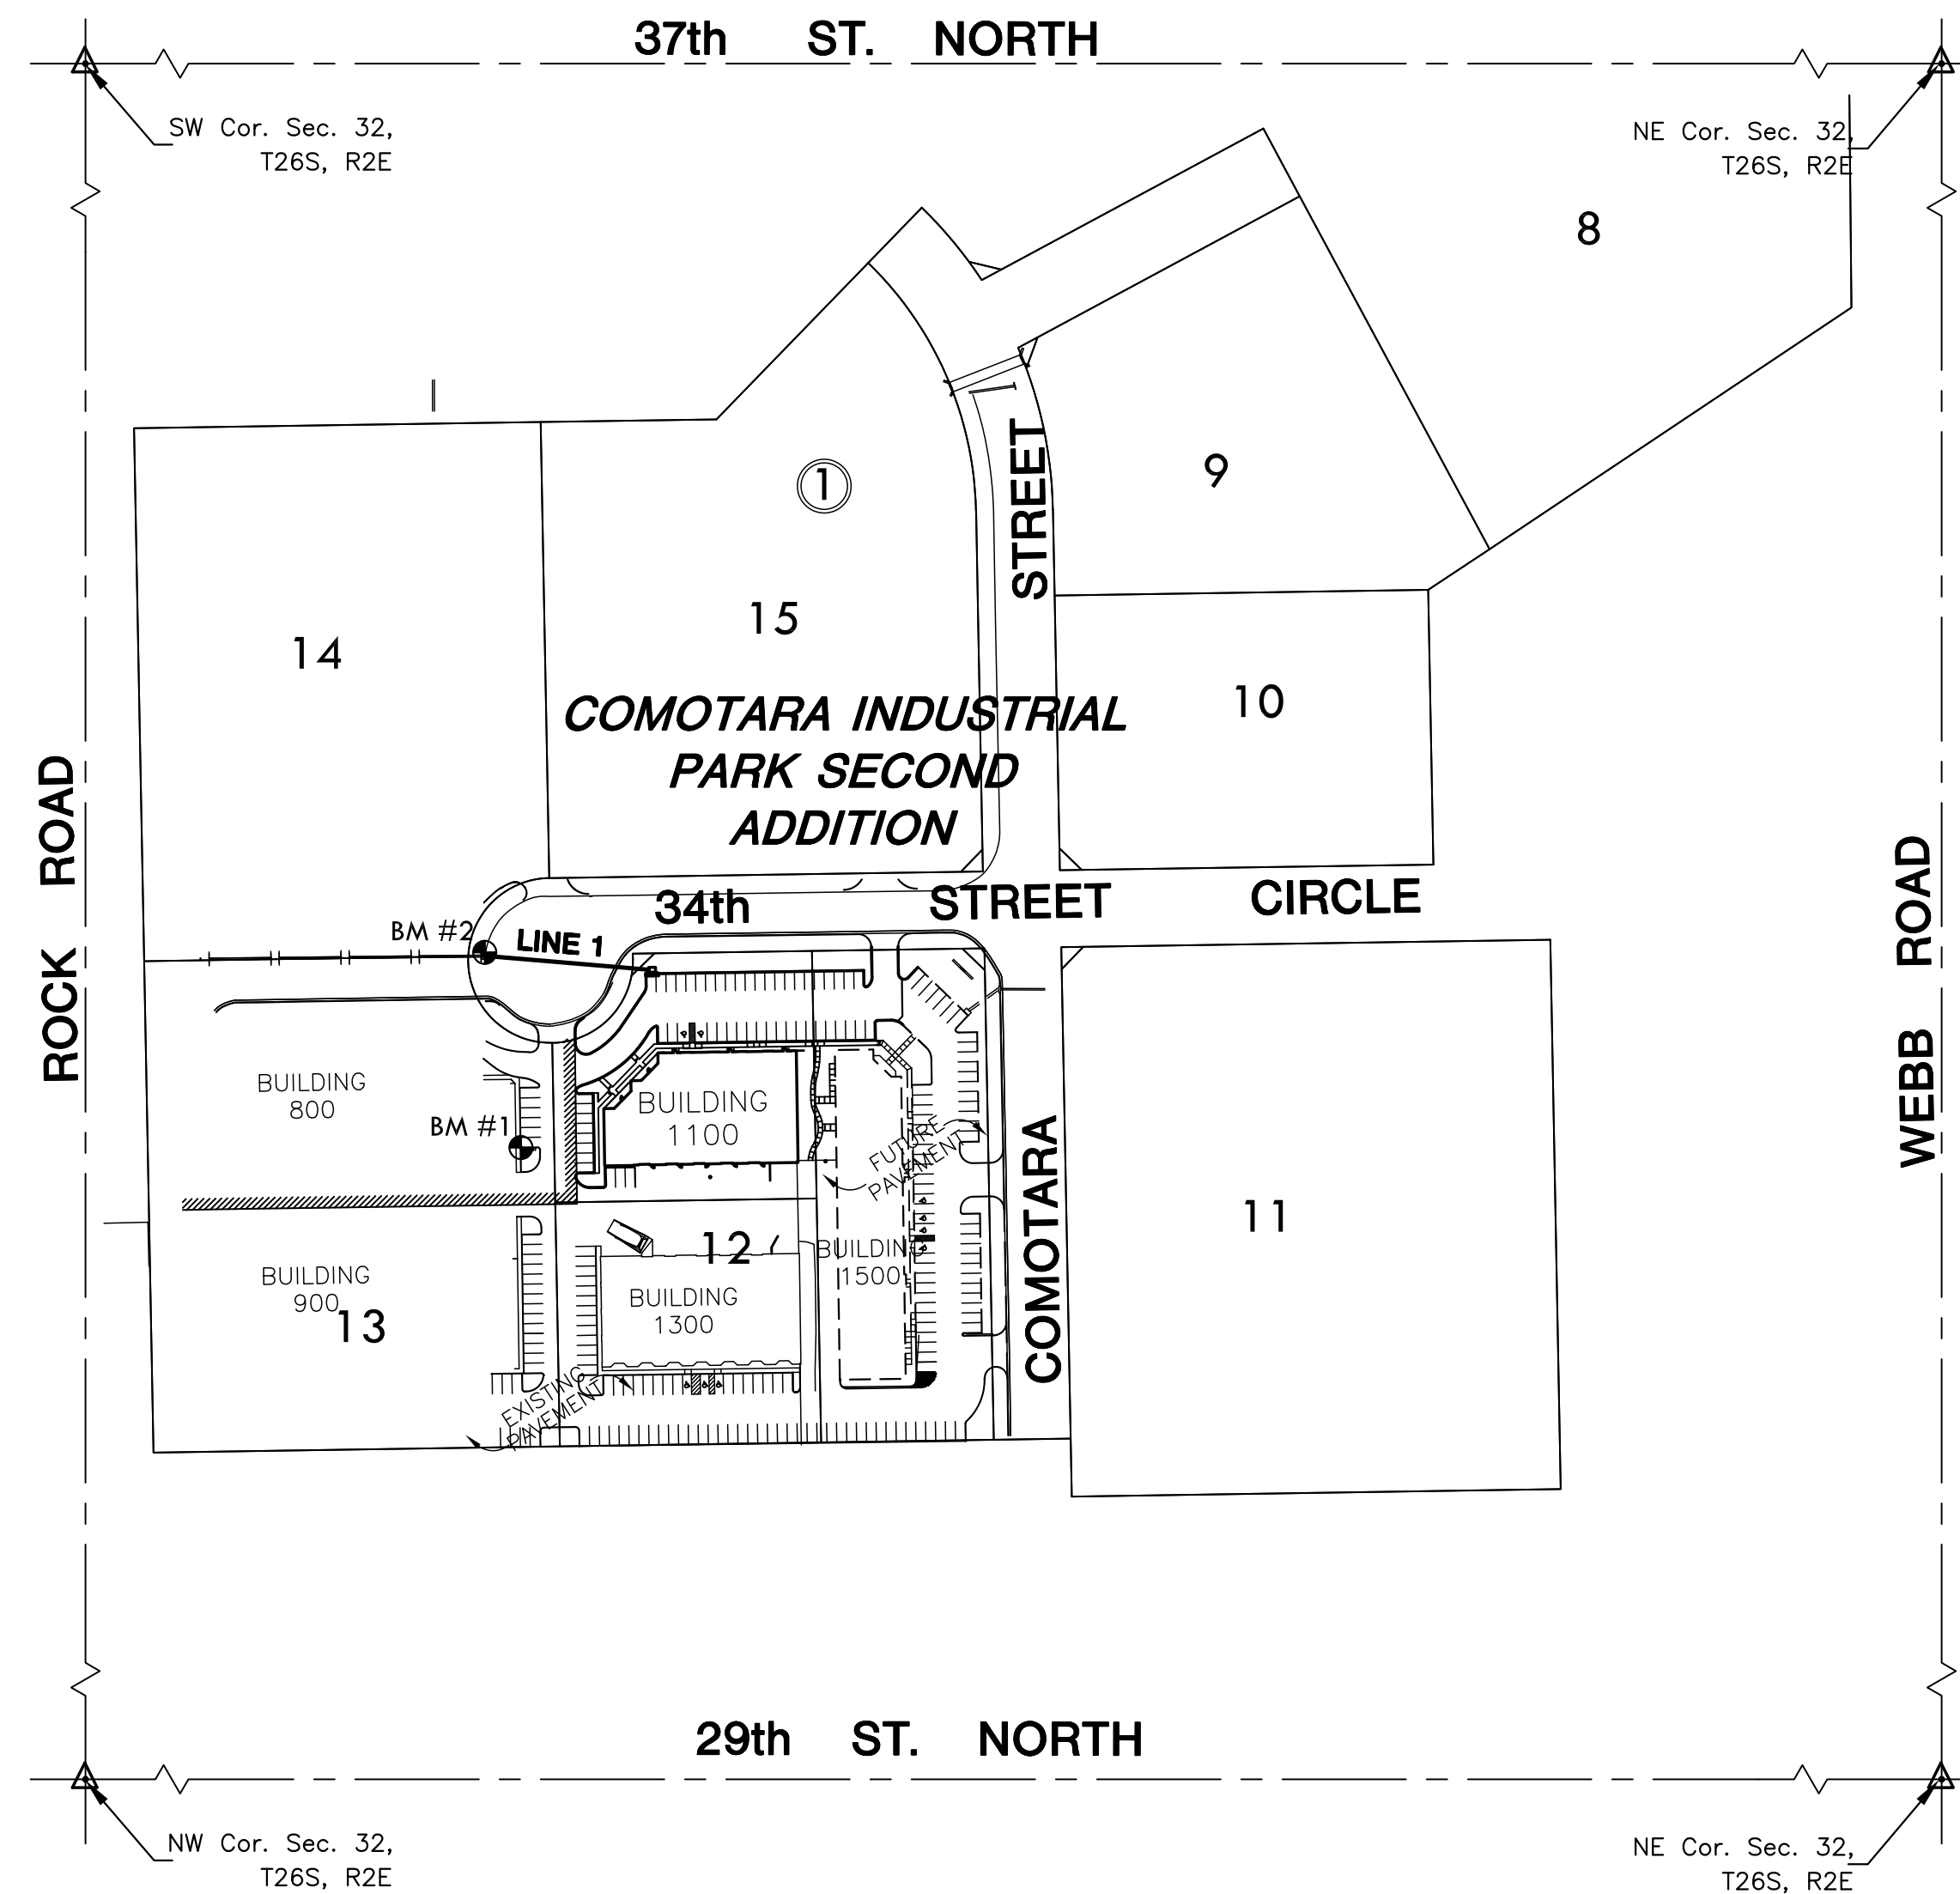 37th ST. NORTH
SW Cor. Sec. 32,
T26S, R2E
NE Cor. Sec. 32,
T26S, R2E
8
9
1
STREET
15
14
10
COMOTARA INDUSTRIAL
PARK SECOND
ADDITION
ROCK ROAD
WEBB ROAD
34th STREET CIRCLE
BM #2
LINE 1
BUILDING
800
BM #1
BUILDING
1100
FUTURE
PAVEMENT
COMOTARA
11
12
BUILDING
1500
BUILDING
900
13
BUILDING
1300
EXISTING
PAVEMENT
29th ST. NORTH
NW Cor. Sec. 32,
T26S, R2E
NE Cor. Sec. 32,
T26S, R2E